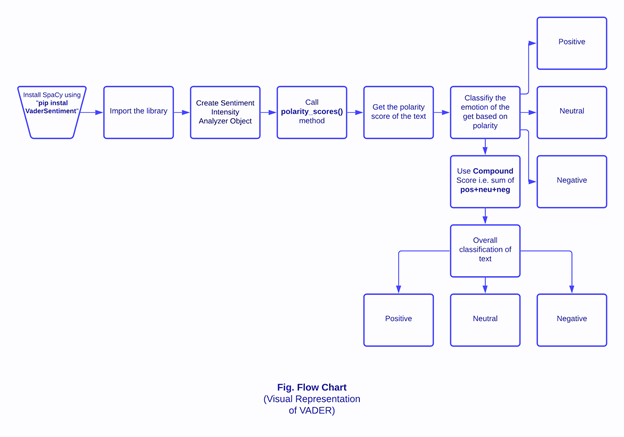 Install SpaCy using
"pip instal
VaderSentiment"
Import the library
Create Sentiment
Intensity
Analyzer Object
Call
polarity_scores()
method
Get the polarity
score of the text
Classifiy the
emotion of the
get based on
polarity
Positive
Neutral
Negative
Use Compound
Score i.e. sum of
pos+neu+neg
Overall
classification of
text
Positive
Neutral
Negative
Fig. Flow Chart
(Visual Representation
of VADER)